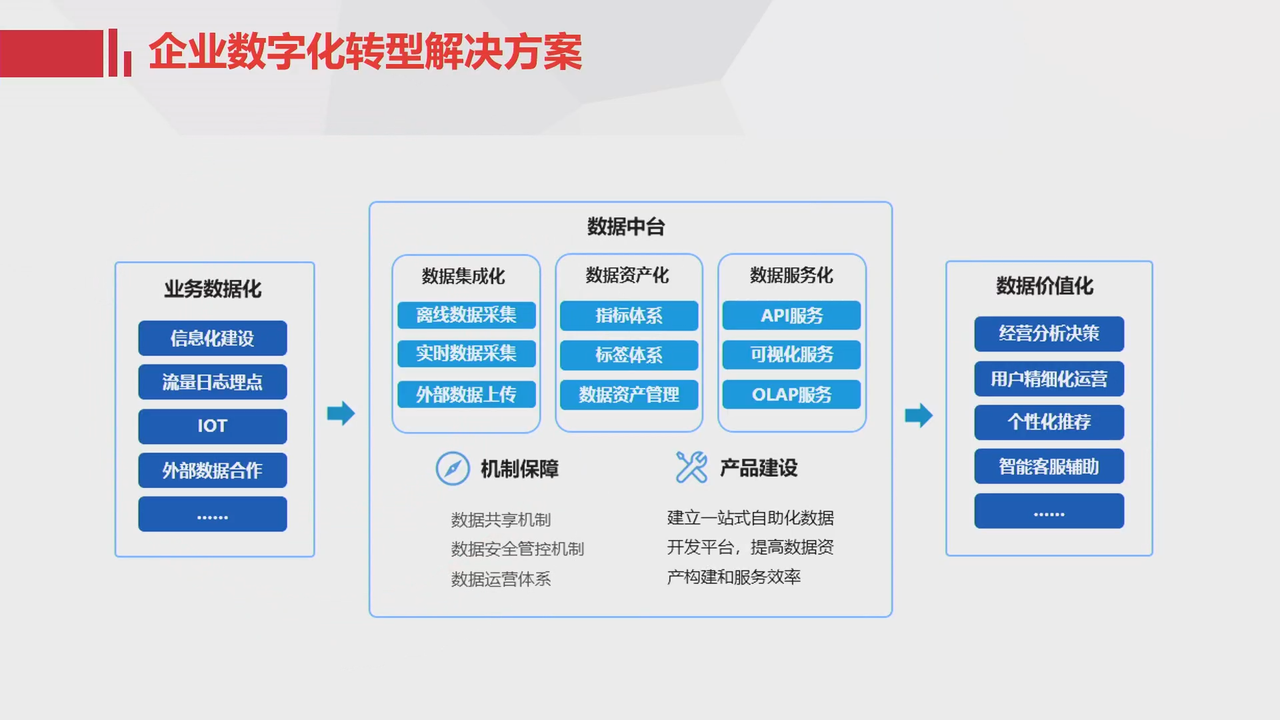 企业数字化转型解决方案
业务数据化
信息化建设
流量日志埋点
IOT
外部数据合作
……
数据中台
数据集成化
离线数据采集
实时数据采集
外部数据上传
数据资产化
指标体系
标签体系
数据资产管理
数据服务化
API服务
可视化服务
OLAP服务
机制保障
数据共享机制
数据安全管控机制
数据运营体系
产品建设
建立一站式自助化数据
开发平台，提高数据资
产构建和服务效率
数据价值化
经营分析决策
用户精细化运营
个性化推荐
智能客服辅助
……